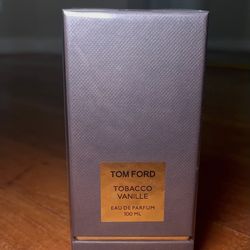 TOM FORD
TOBACCO
VANILLE
EAU DE PARFUM
100 ML